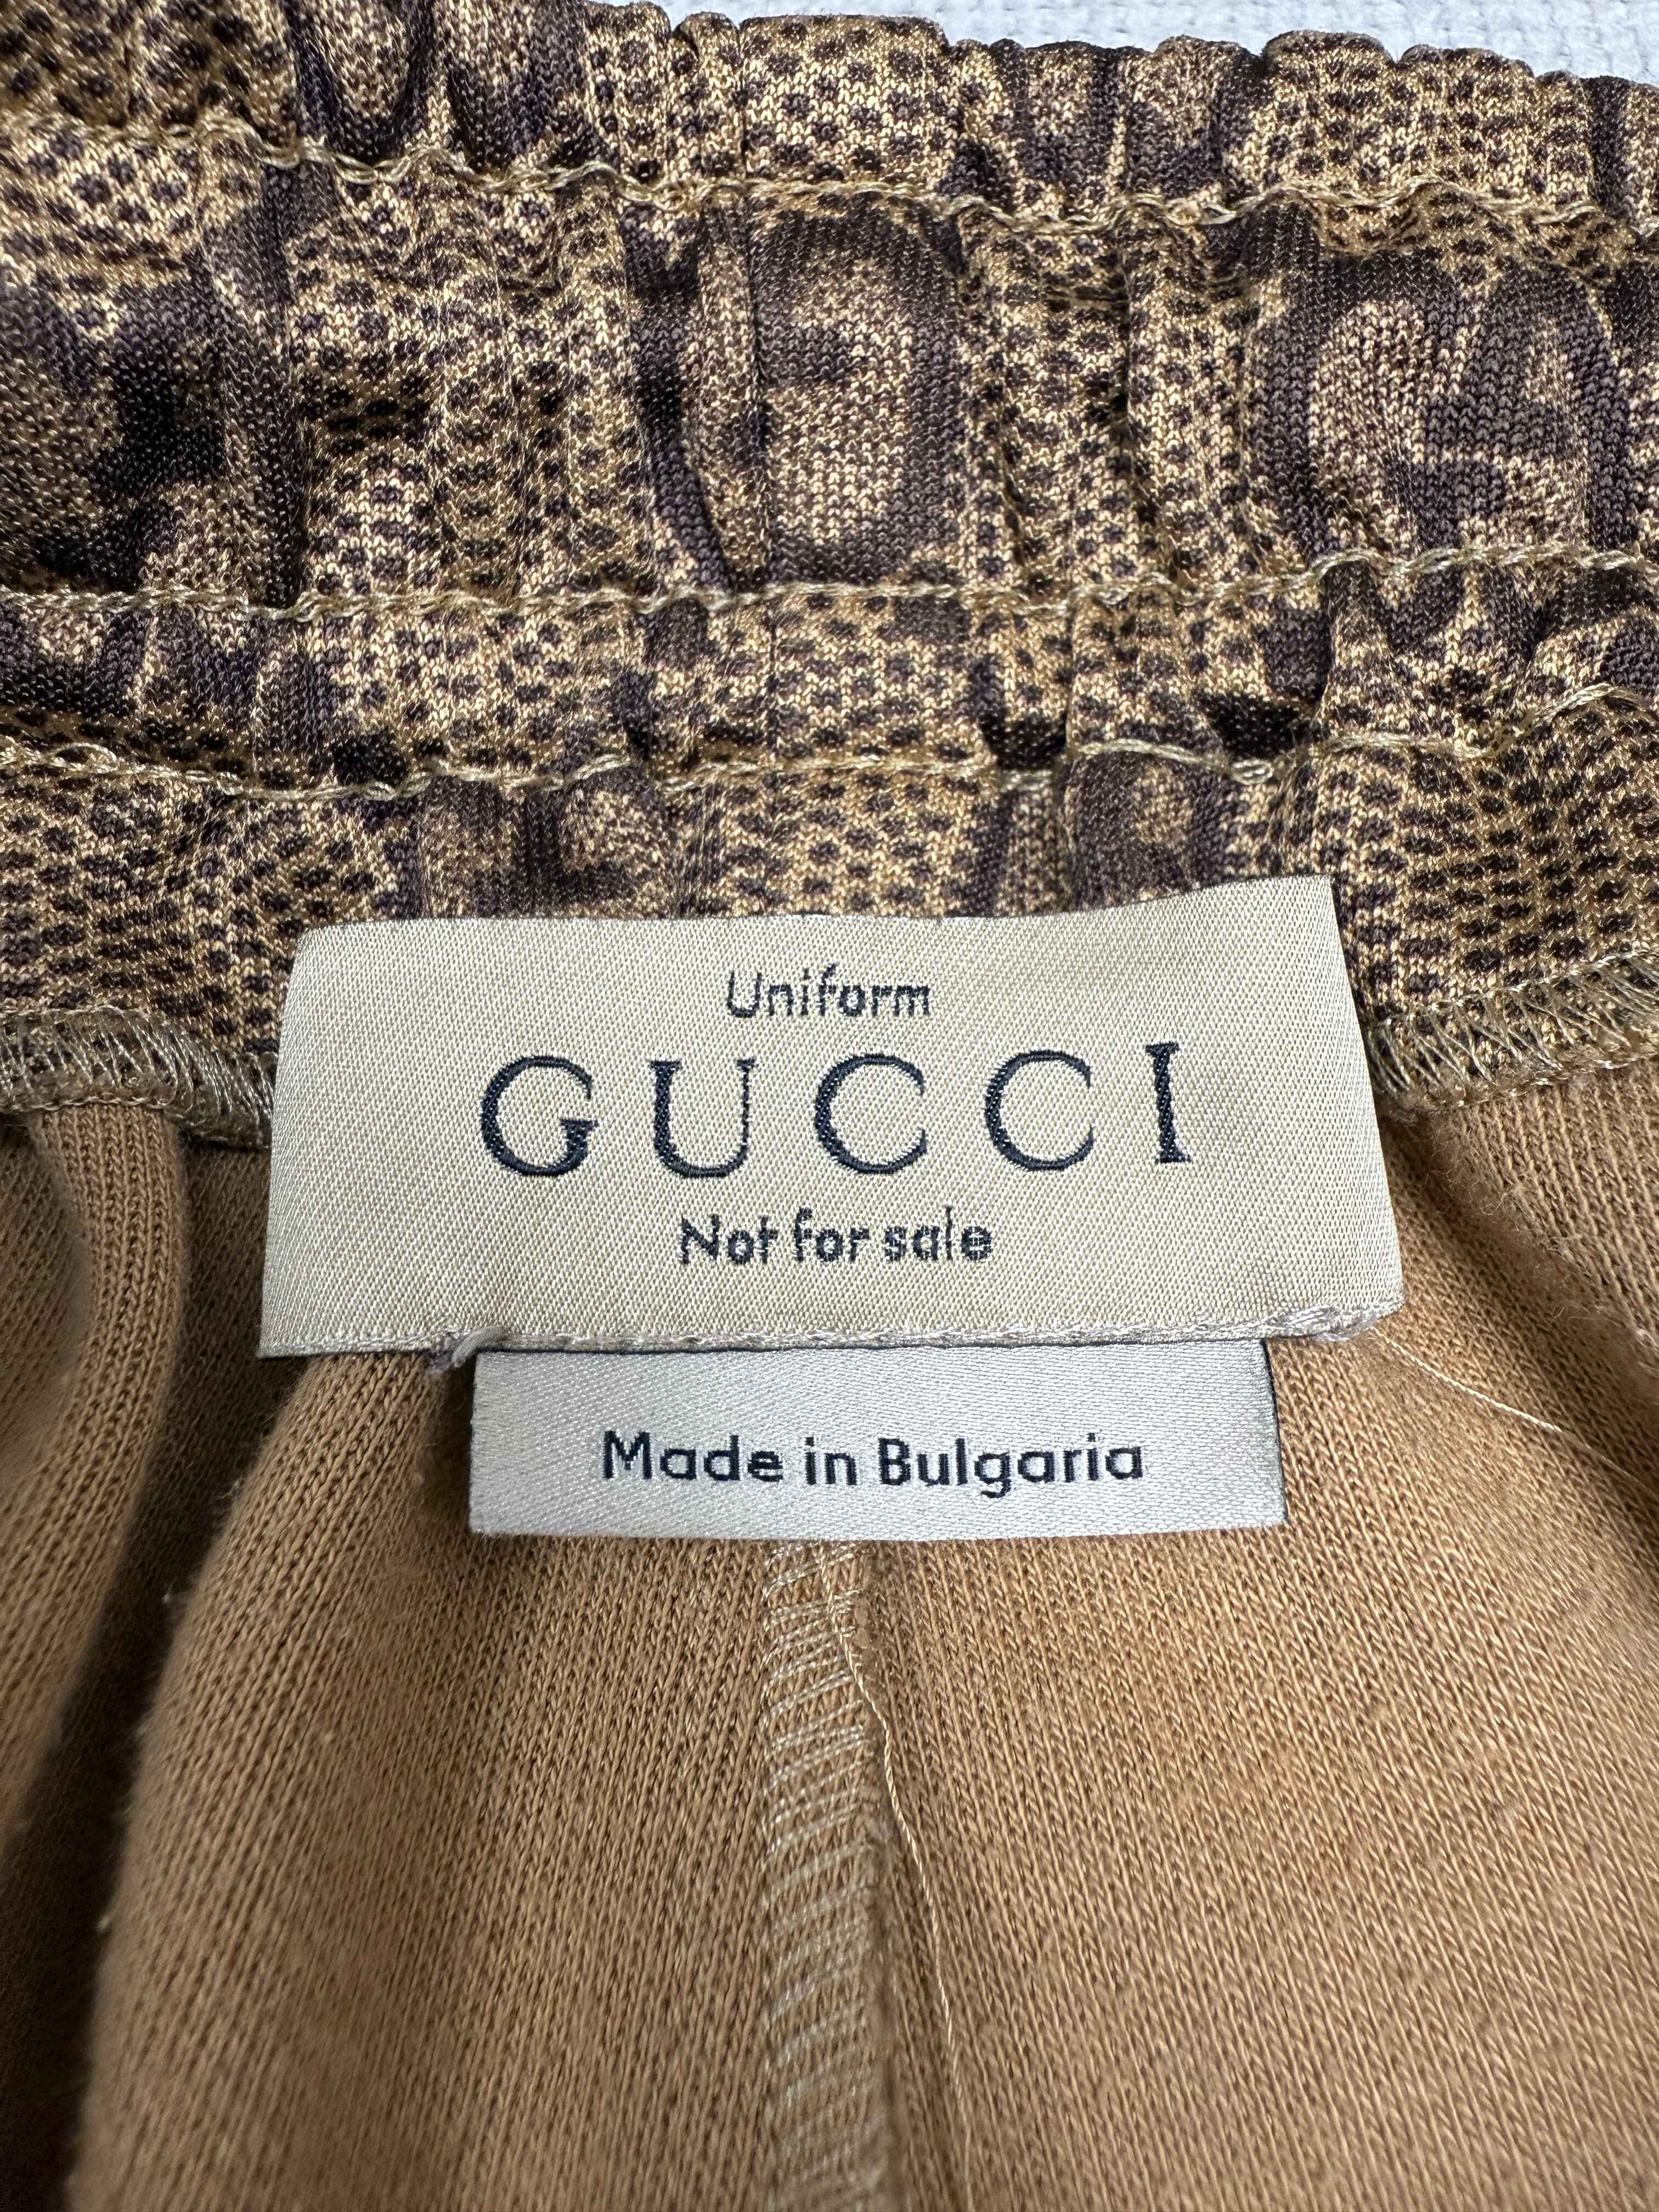 Uniform
GUCCI
Not for sale
Made in Bulgaria